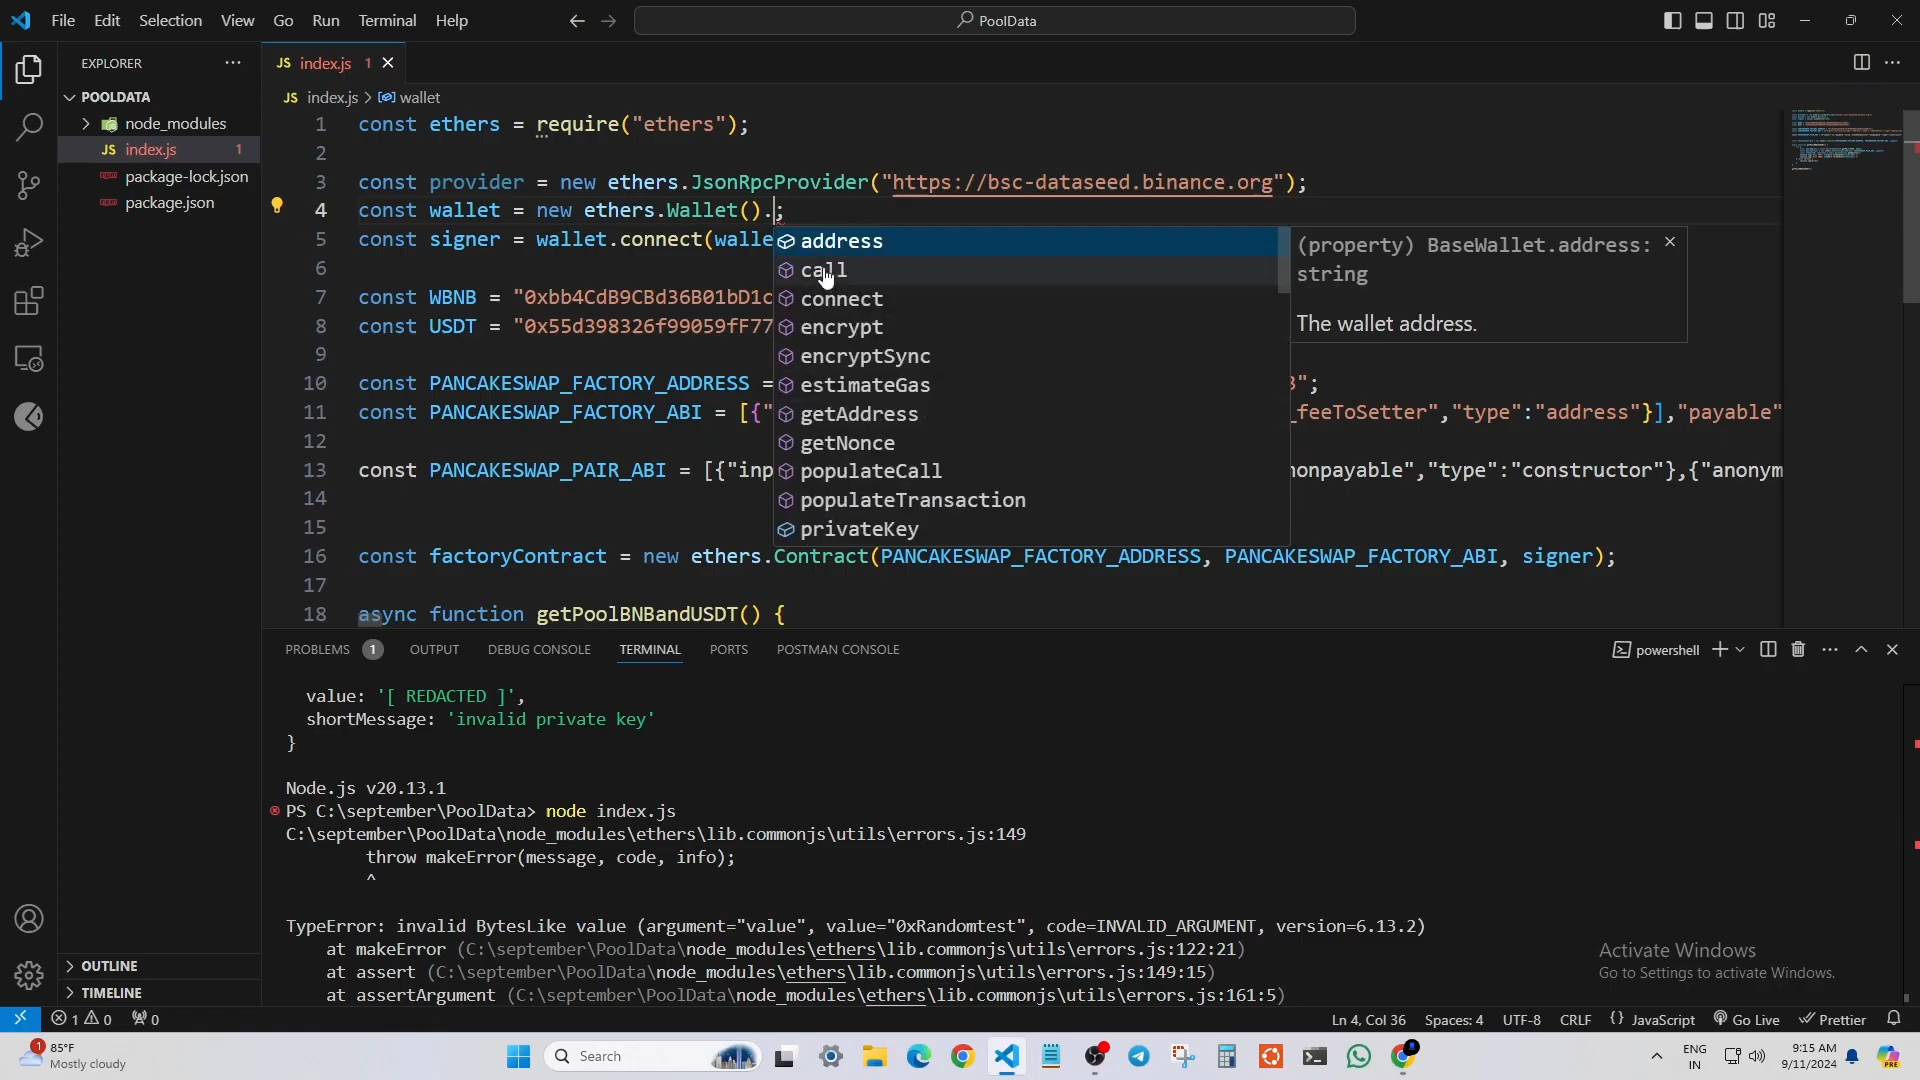 File Edit Selection View Go Run Terminal Help
PoolData
EXPLORER
JS index.js 1
POOLDATA
JS index.js > wallet
node_modules
JS index.js 1
package-lock.json
package.json
1 const ethers = require("ethers");
2
3 const provider = new ethers.JsonRpcProvider("https://bsc-dataseed.binance.org");
4 const wallet = new ethers.Wallet().;
5 const signer = wallet.connect(walle
6
7 const WBNB = "0xbb4CdB9CBd36B01bD1c
8 const USDT = "0x55d398326f99059fF77
9
10 const PANCAKESWAP_FACTORY_ADDRESS = 3";
11 const PANCAKESWAP_FACTORY_ABI = [{" _feeToSetter","type":"address"}],"payable"
12
13 const PANCAKESWAP_PAIR_ABI = [{"inp nonpayable","type":"constructor"},{"anonym
14
15
16 const factoryContract = new ethers.Contract(PANCAKESWAP_FACTORY_ADDRESS, PANCAKESWAP_FACTORY_ABI, signer);
17
18 async function getPoolBNBandUSDT() {
address
call
connect
encrypt
encryptSync
estimateGas
getAddress
getNonce
populateCall
populateTransaction
privateKey
(property) BaseWallet.address:
string
The wallet address.
PROBLEMS 1 OUTPUT DEBUG CONSOLE TERMINAL PORTS POSTMAN CONSOLE
powershell
value: '[ REDACTED ]',
shortMessage: 'invalid private key'
}
Node.js v20.13.1
PS C:\september\PoolData> node index.js
C:\september\PoolData\node_modules\ethers\lib.commonjs\utils\errors.js:149
throw makeError(message, code, info);
^
TypeError: invalid BytesLike value (argument="value", value="0xRandomtest", code=INVALID_ARGUMENT, version=6.13.2)
at makeError (C:\september\PoolData\node_modules\ethers\lib.commonjs\utils\errors.js:122:21)
at assert (C:\september\PoolData\node_modules\ethers\lib.commonjs\utils\errors.js:149:15)
at assertArgument (C:\september\PoolData\node_modules\ethers\lib.commonjs\utils\errors.js:161:5)
Activate Windows
Go to Settings to activate Windows.
OUTLINE
TIMELINE
1 0 0
Ln 4, Col 36 Spaces: 4 UTF-8 CRLF {} JavaScript Go Live Prettier
1
85°F
Mostly cloudy
Search
ENG
IN
9:15 AM
9/11/2024
PRE